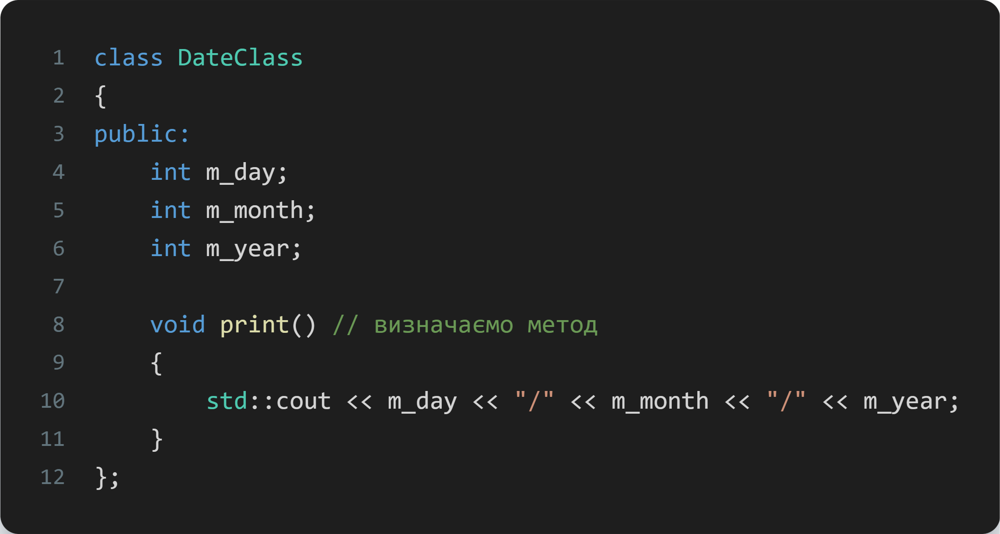 1 class DateClass
2 {
3 public:
4     int m_day;
5     int m_month;
6     int m_year;
7
8     void print() // визначаємо метод
9     {
10         std::cout << m_day << "/" << m_month << "/" << m_year;
11     }
12 };